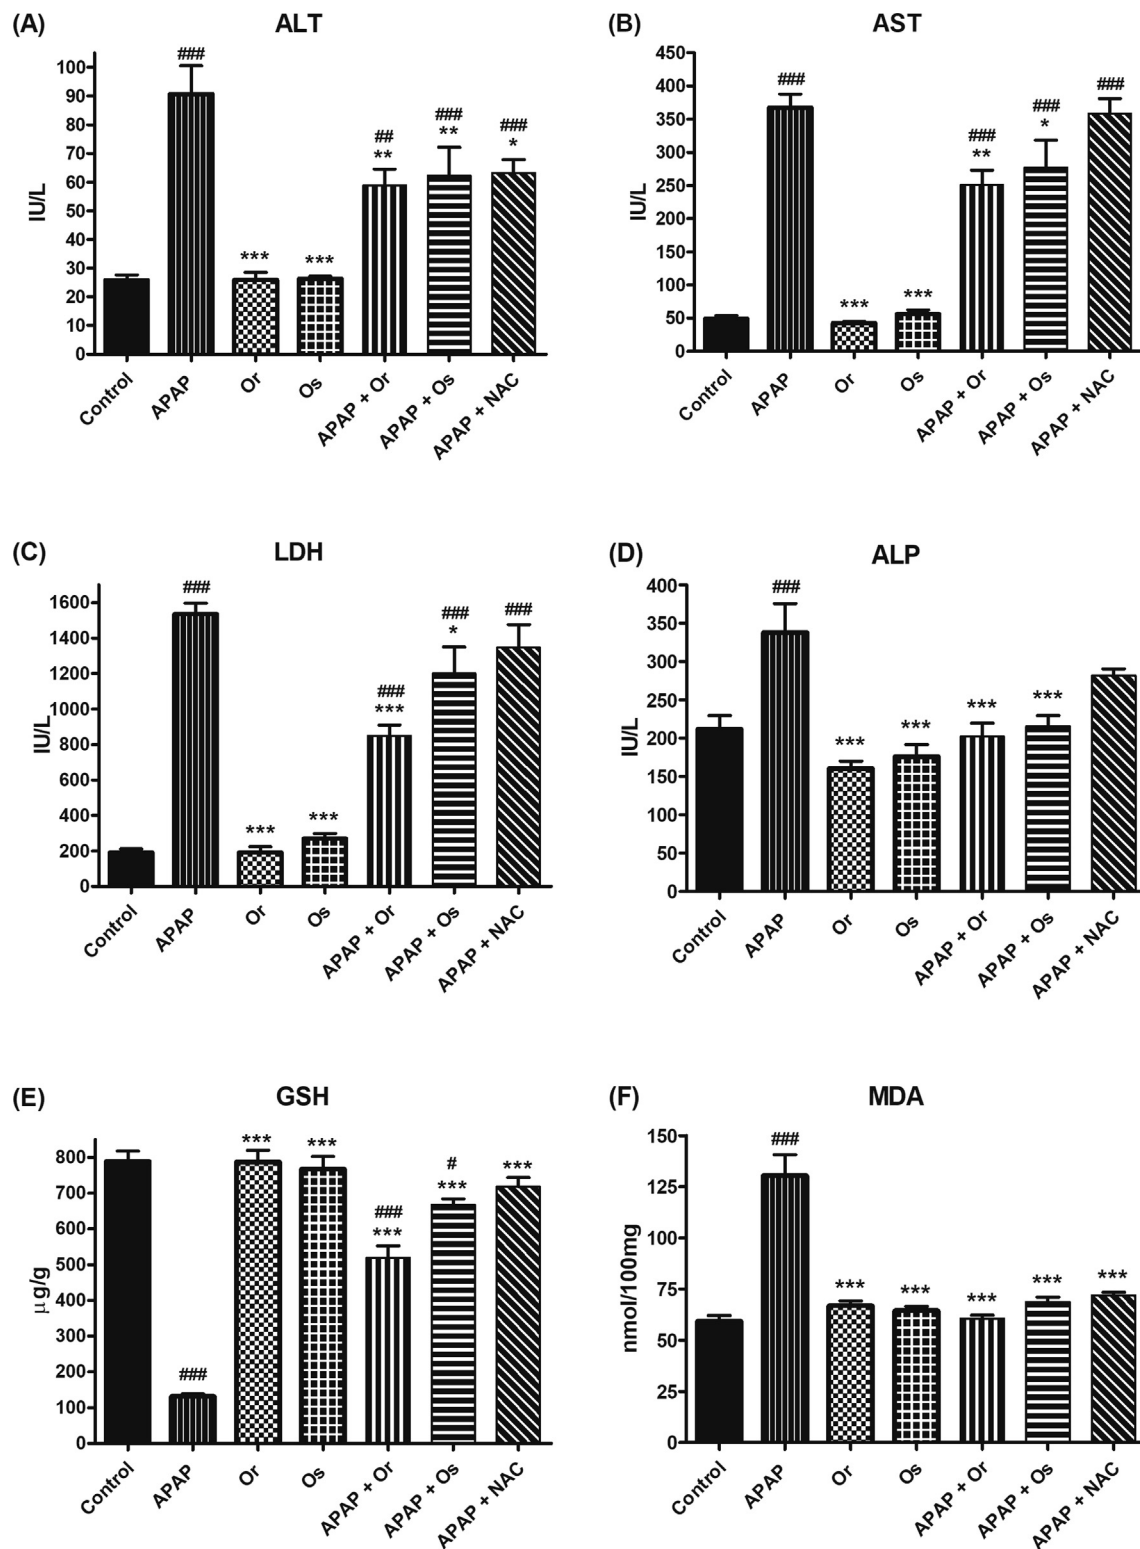 (A) ALT
100
90
80
70
60
50
40
30
20
10
0
IU/L
###
***
***
##
**
###
**
###
*
Control
APAP
Or
Os
APAP + Or
APAP + Os
APAP + NAC
(B) AST
450
400
350
300
250
200
150
100
50
0
IU/L
###
***
***
###
**
###
*
###
Control
APAP
Or
Os
APAP + Or
APAP + Os
APAP + NAC
(C) LDH
1600
1400
1200
1000
800
600
400
200
0
IU/L
###
***
***
###
***
###
*
###
Control
APAP
Or
Os
APAP + Or
APAP + Os
APAP + NAC
(D) ALP
400
350
300
250
200
150
100
50
0
IU/L
###
***
***
***
***
Control
APAP
Or
Os
APAP + Or
APAP + Os
APAP + NAC
(E) GSH
800
700
600
500
400
300
200
100
0
μg/g
###
***
***
###
***
#
***
***
Control
APAP
Or
Os
APAP + Or
APAP + Os
APAP + NAC
(F) MDA
150
125
100
75
50
25
0
nmol/100mg
###
***
***
***
***
***
Control
APAP
Or
Os
APAP + Or
APAP + Os
APAP + NAC